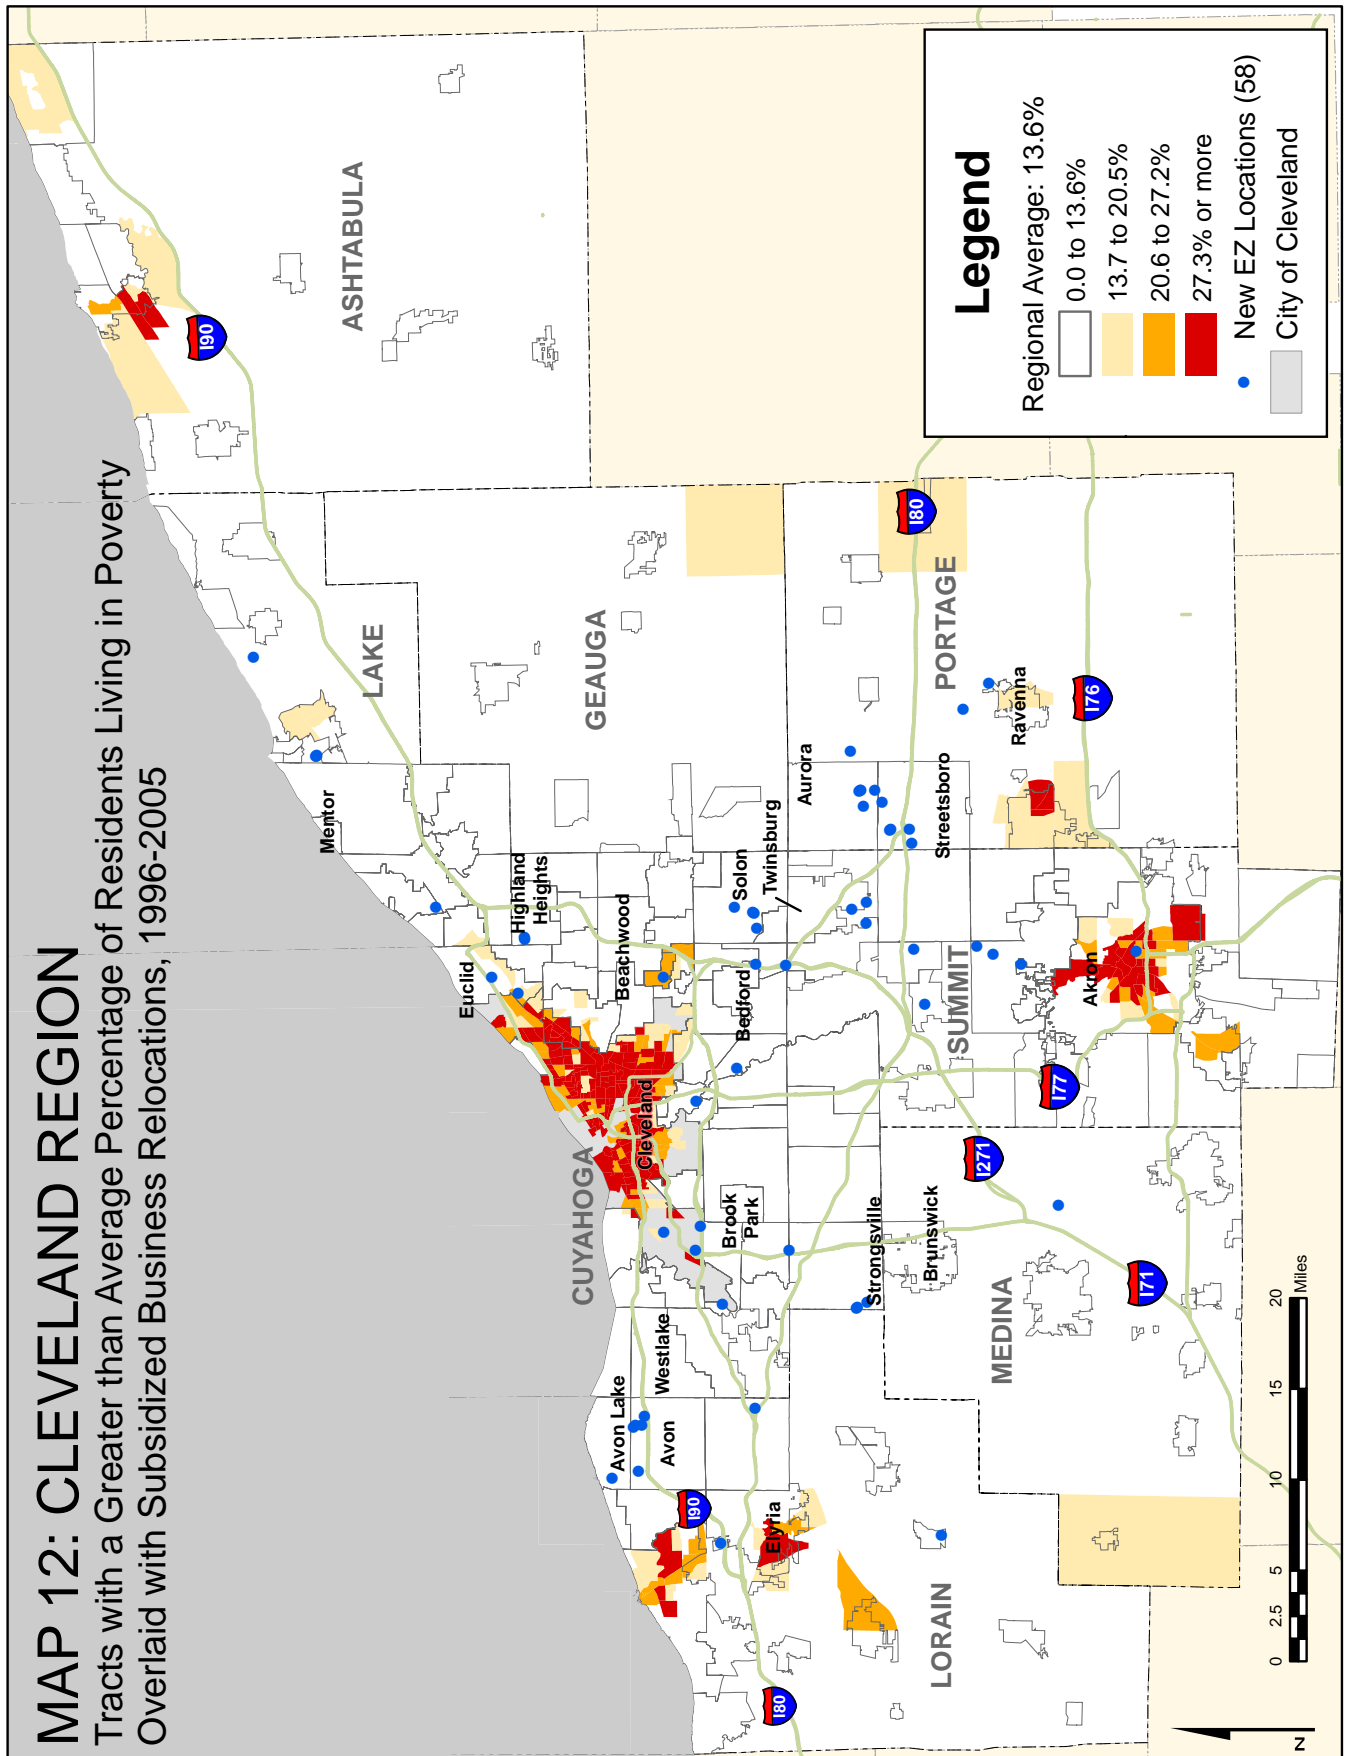 MAP 12: CLEVELAND REGION
Tracts with a Greater than Average Percentage of Residents Living in Poverty
Overlaid with Subsidized Business Relocations, 1996-2005
ASHTABULA
I90
LAKE
Mentor
GEAUGA
Euclid
Highland
Heights
Beachwood
CUYAHOGA
Cleveland
Bedford
Solon
Twinsburg
Aurora
Streetsboro
PORTAGE
I80
Ravenna
I76
Avon Lake
Westlake
Avon
I90
Brook
Park
Strongsville
Brunswick
SUMMIT
Akron
I77
I271
MEDINA
I71
Elyria
LORAIN
I80
Legend
Regional Average: 13.6%
0.0 to 13.6%
13.7 to 20.5%
20.6 to 27.2%
27.3% or more
New EZ Locations (58)
City of Cleveland
0 2.5 5 10 15 20
Miles
N